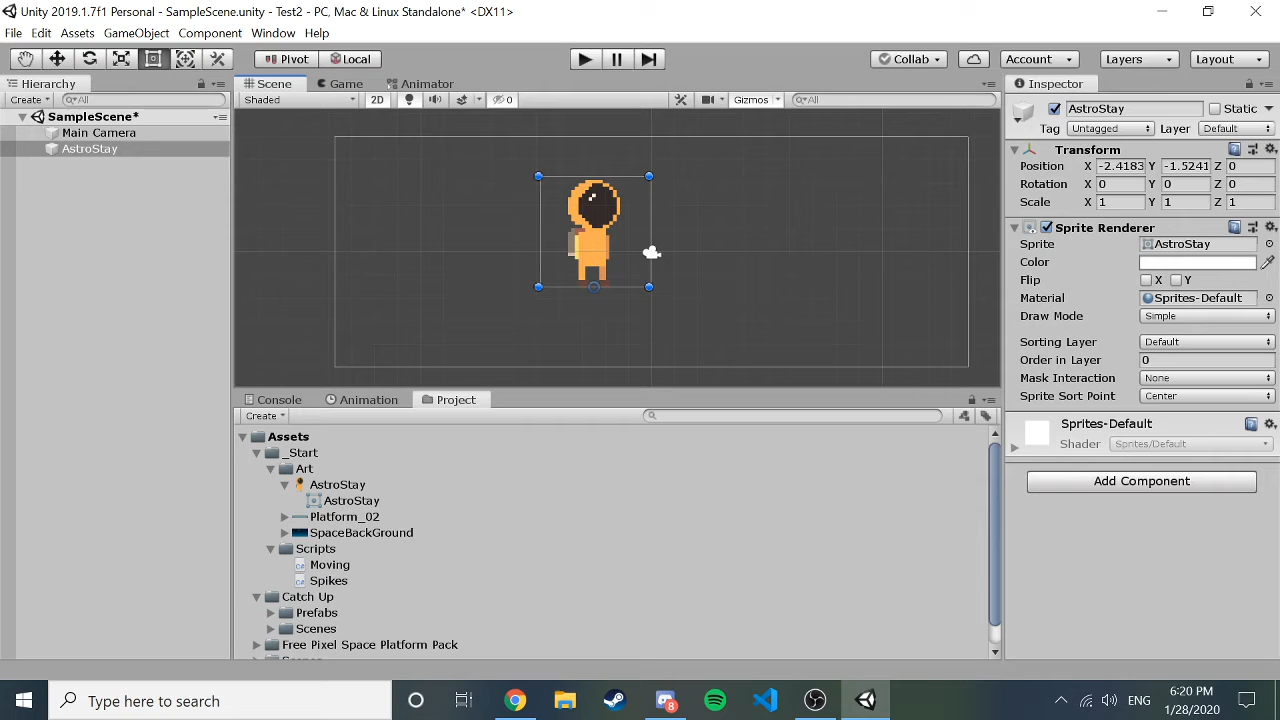 Unity 2019.1.7f1 Personal - SampleScene.unity - Test2 - PC, Mac & Linux Standalone* <DX11>
File Edit Assets GameObject Component Window Help
Pivot Local Collab Account Layers Layout
Hierarchy
Create All
SampleScene*
Main Camera
AstroStay
Scene Game Animator
Shaded 2D 0 Gizmos All
Console Animation Project
Create
Assets
_Start
Art
AstroStay
AstroStay
Platform_02
SpaceBackGround
Scripts
Moving
Spikes
Catch Up
Prefabs
Scenes
Free Pixel Space Platform Pack
Inspector
AstroStay Static
Tag Untagged Layer Default
Transform
Position X -2.4183 Y -1.5241 Z 0
Rotation X 0 Y 0 Z 0
Scale X 1 Y 1 Z 1
Sprite Renderer
Sprite AstroStay
Color
Flip X Y
Material Sprites-Default
Draw Mode Simple
Sorting Layer Default
Order in Layer 0
Mask Interaction None
Sprite Sort Point Center
Sprites-Default
Shader Sprites/Default
Add Component
Type here to search
8
ENG
6:20 PM
1/28/2020